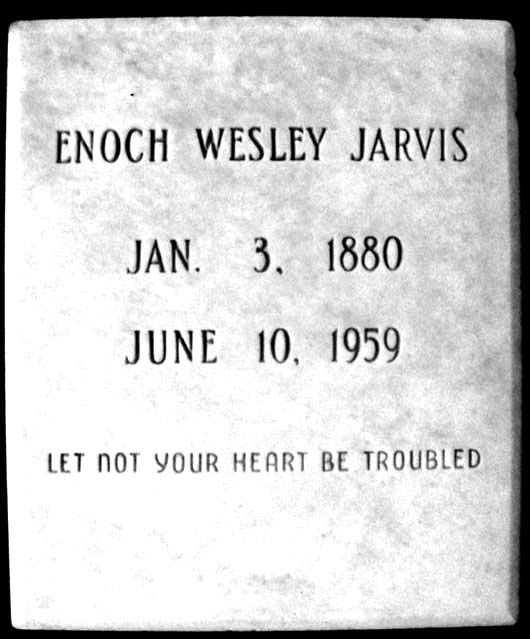 ENOCH WESLEY JARVIS
JAN. 3, 1880
JUNE 10, 1959
LET NOT YOUR HEART BE TROUBLED